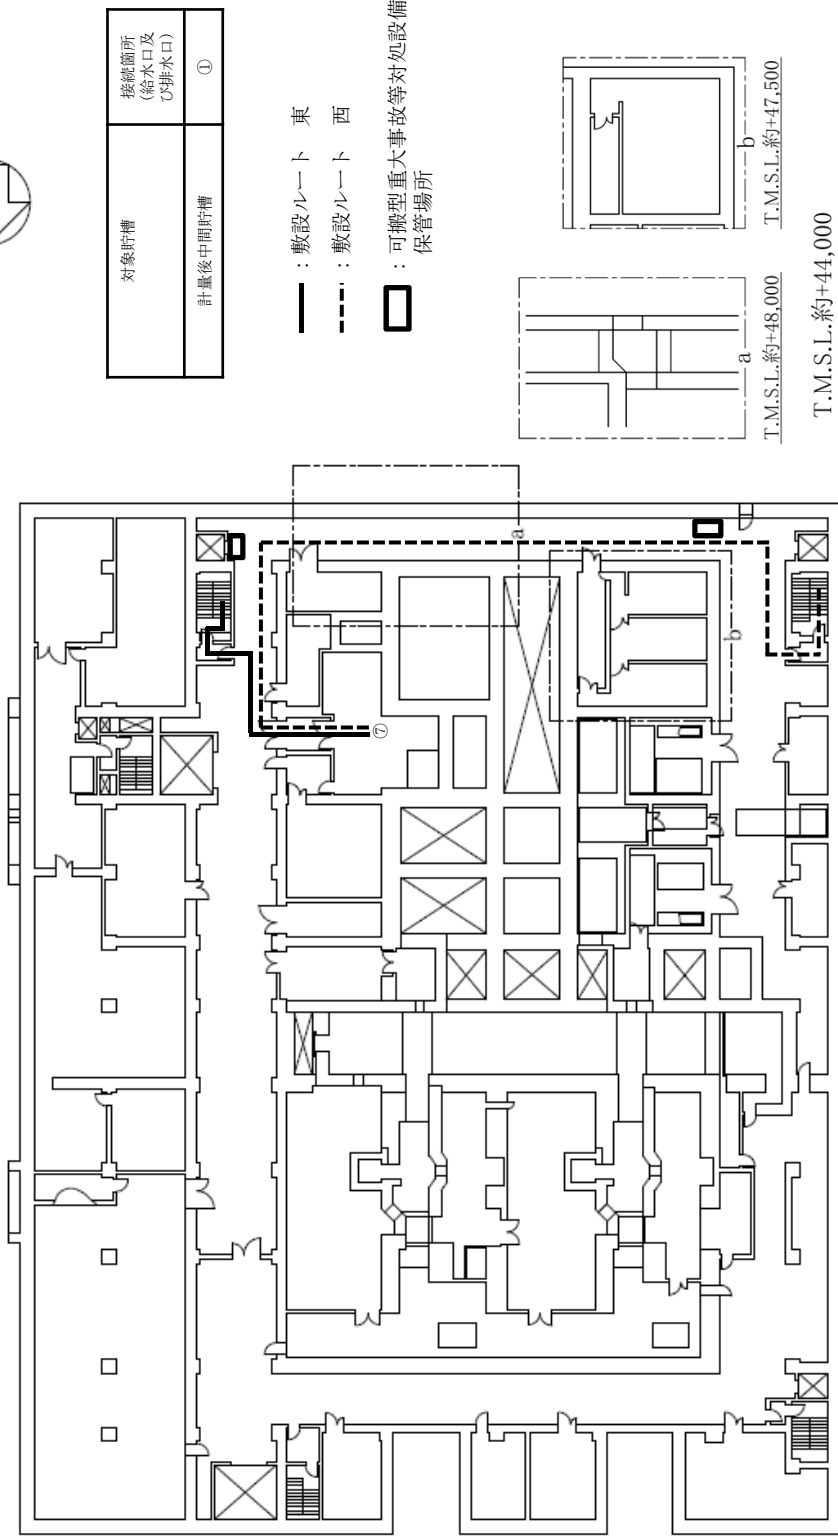 対象貯槽
接続箇所
(給水口及
び排水口)
計量後中間貯槽
①
：敷設ルート 東
：敷設ルート 西
：可搬型重大事故等対処設備
保管場所
⑦
a
b
a
T.M.S.L.約+48,000
b
T.M.S.L.約+47,500
T.M.S.L.約+44,000